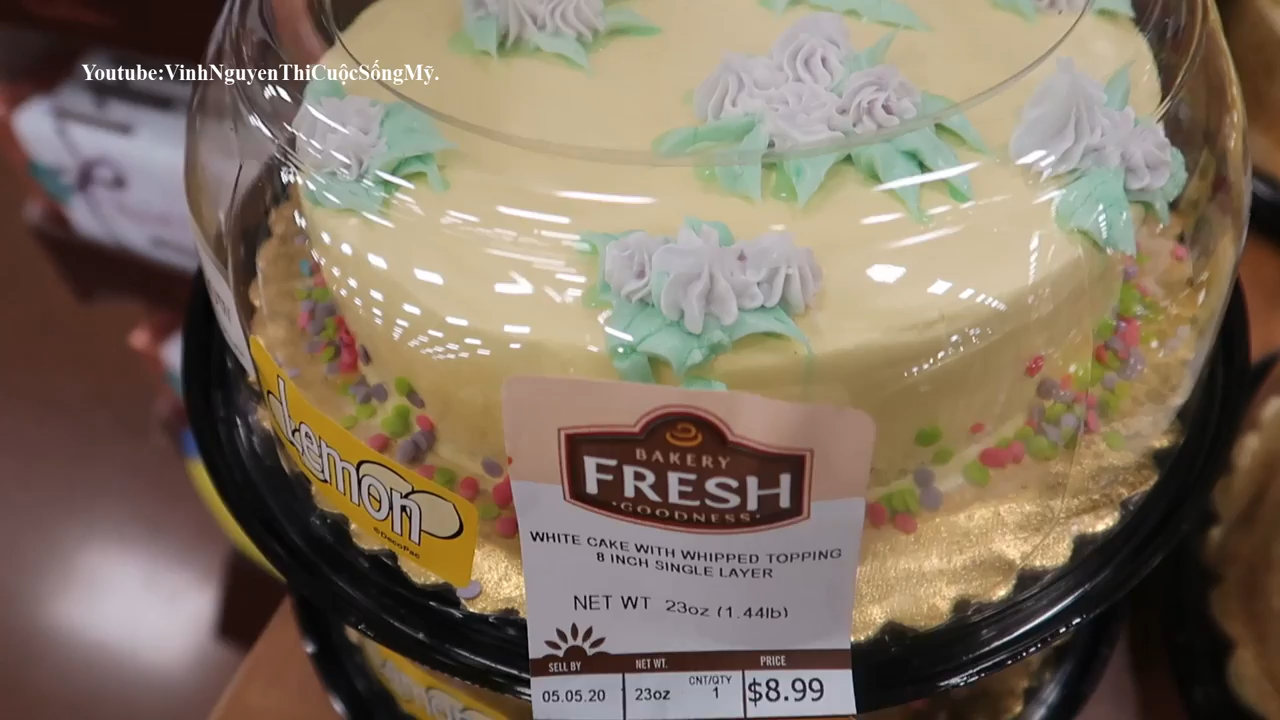 Youtube:VinhNguyenThiCuộcSốngMỹ.
Lemon
©DecoPac
BAKERY
FRESH
·GOODNESS·
WHITE CAKE WITH WHIPPED TOPPING
8 INCH SINGLE LAYER
NET WT 23oz (1.44lb)
SELL BY NET WT. CNT/QTY PRICE
05.05.20 23oz 1 $8.99